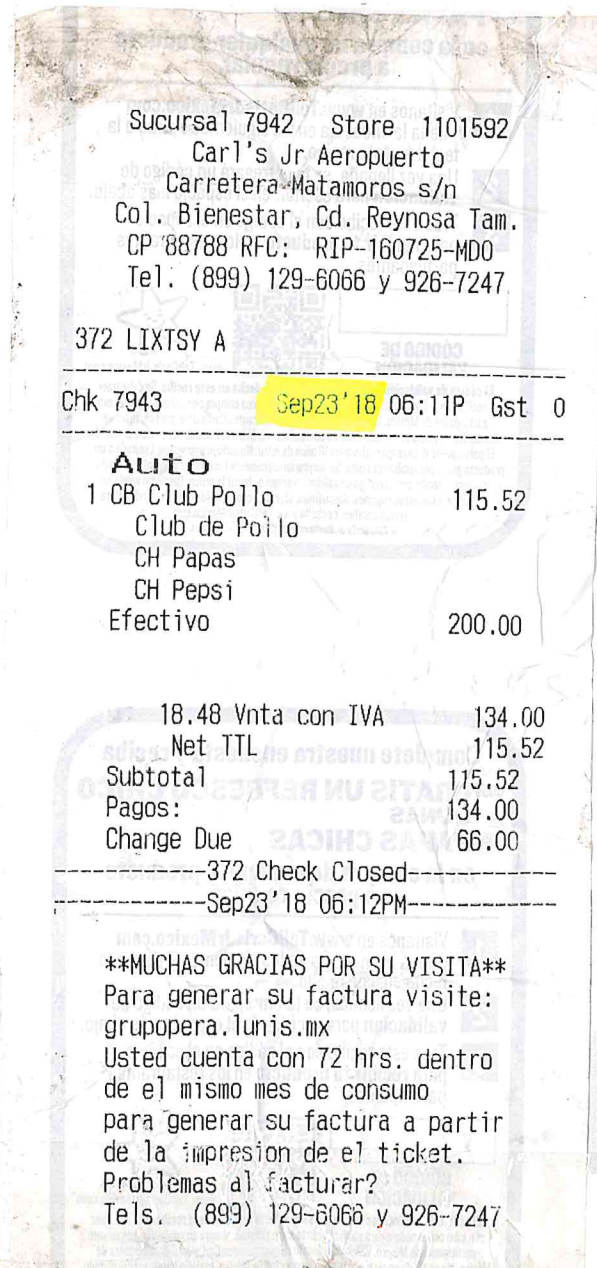 Sucursal 7942 Store 1101592
Carl's Jr Aeropuerto
Carretera Matamoros s/n
Col. Bienestar, Cd. Reynosa Tam.
CP 88788 RFC: RIP-160725-MD0
Tel. (899) 129-6066 y 926-7247
372 LIXTSY A
Chk 7943 Sep23'18 06:11P Gst 0
Auto
1 CB Club Pollo 115.52
Club de Pollo
CH Papas
CH Pepsi
Efectivo 200.00
18.48 Vnta con IVA 134.00
Net TTL 115.52
Subtotal 115.52
Pagos: 134.00
Change Due 66.00
------------372 Check Closed------------
------------Sep23'18 06:12PM------------
**MUCHAS GRACIAS POR SU VISITA**
Para generar su factura visite:
grupopera.lunis.mx
Usted cuenta con 72 hrs. dentro
de el mismo mes de consumo
para generar su factura a partir
de la impresion de el ticket.
Problemas al facturar?
Tels. (899) 129-6066 y 926-7247